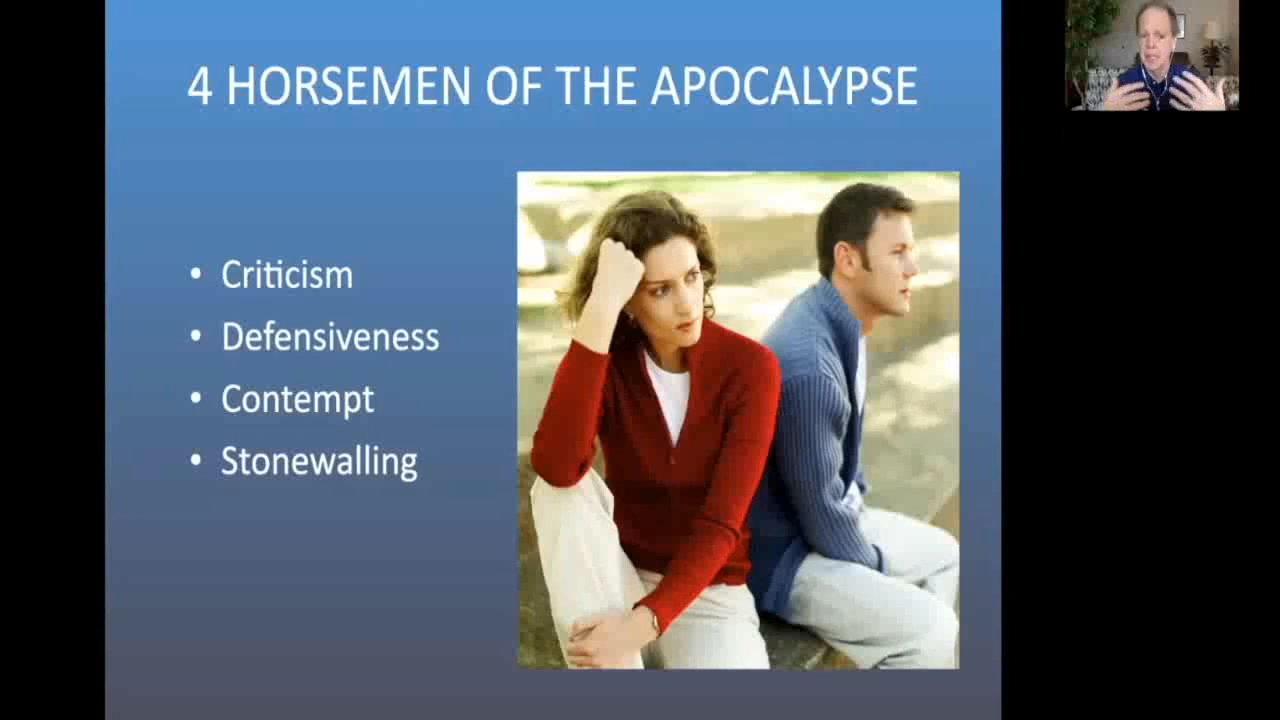 4 HORSEMEN OF THE APOCALYPSE
• Criticism
• Defensiveness
• Contempt
• Stonewalling